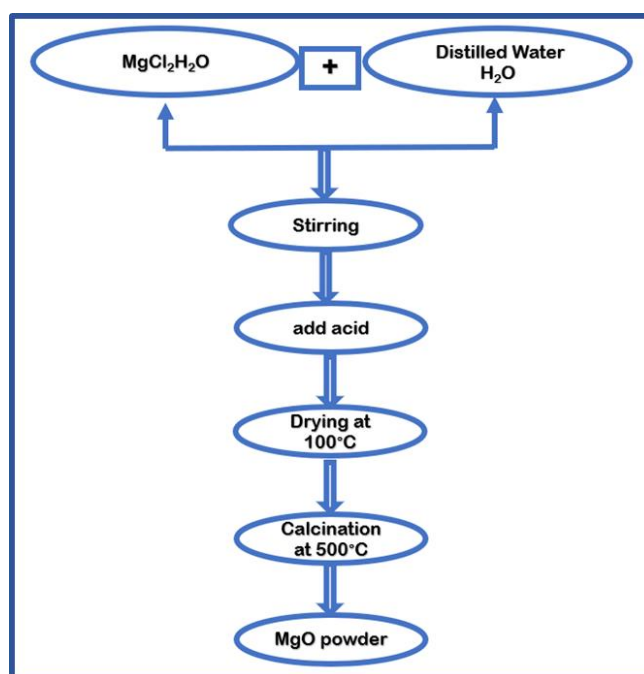 MgCl₂H₂O
+
Distilled Water
H₂O
Stirring
add acid
Drying at
100°C
Calcination
at 500°C
MgO powder